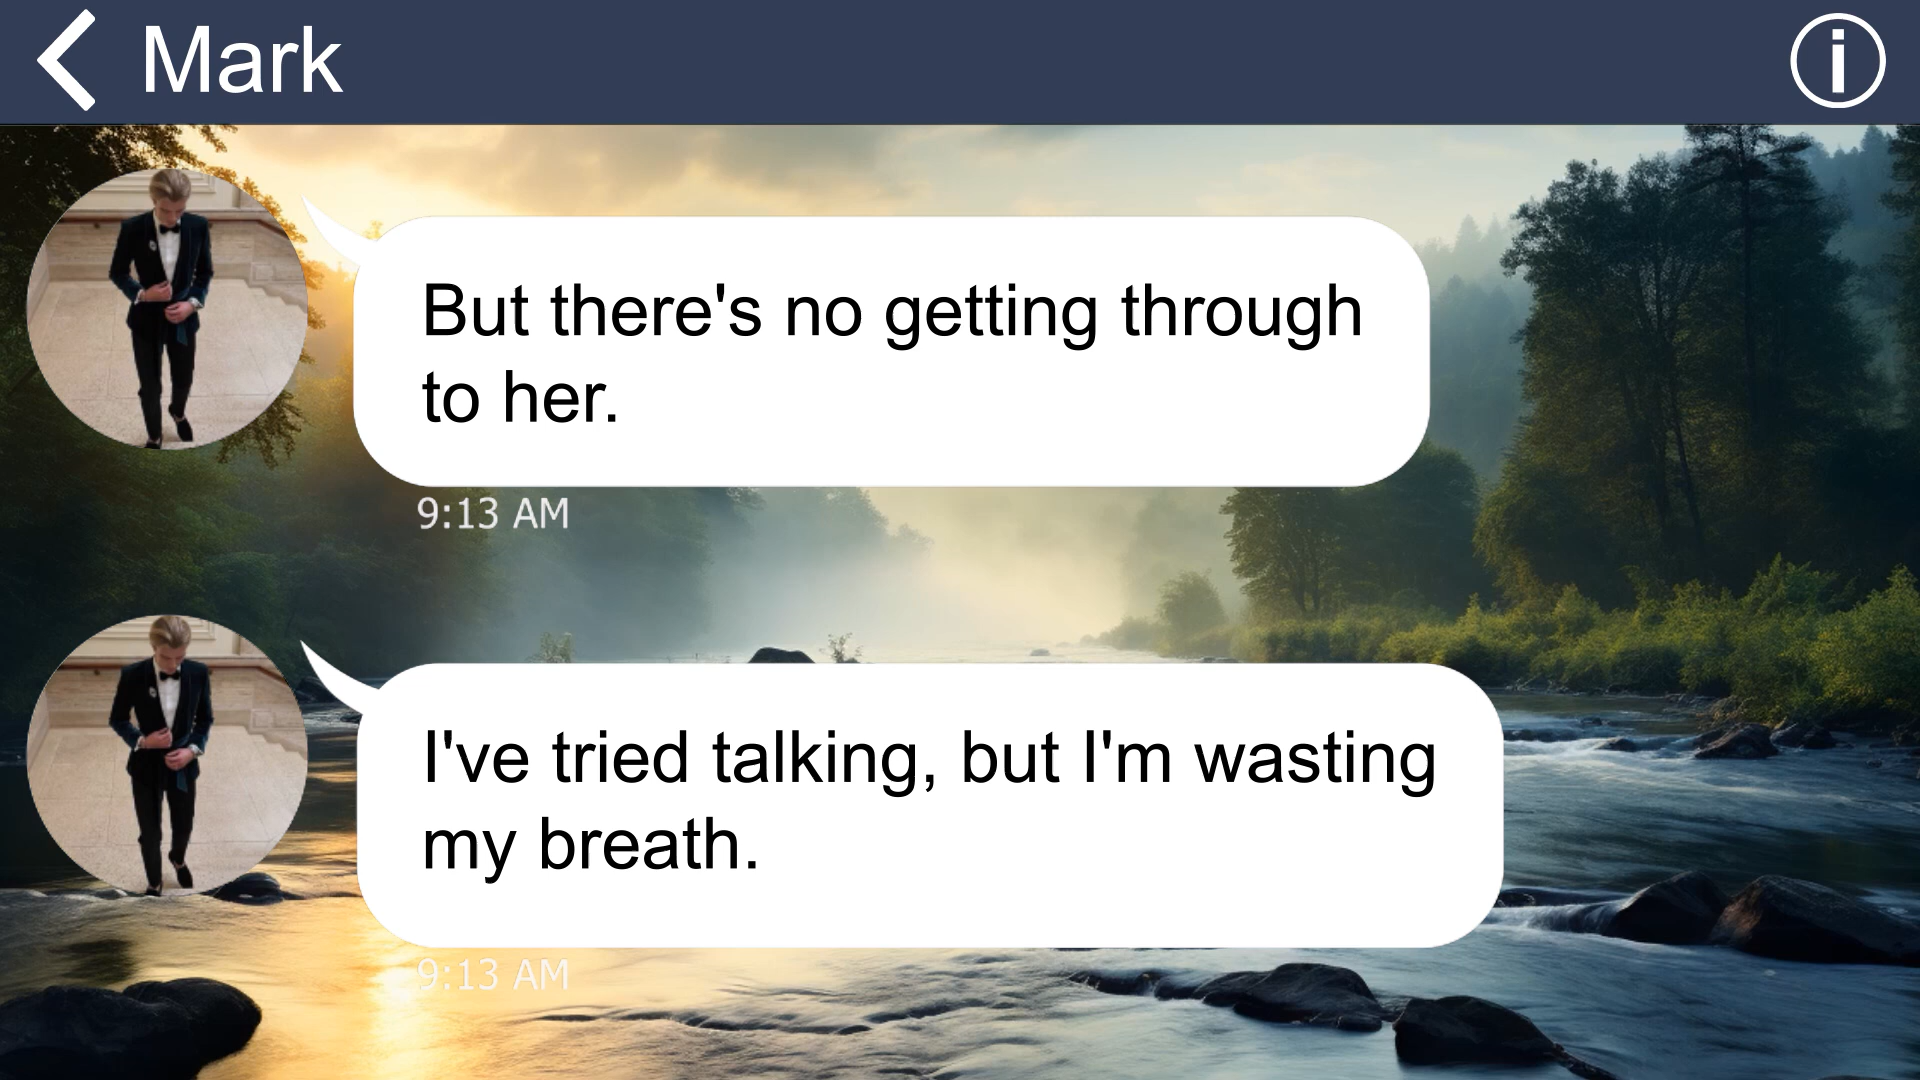 Mark
But there's no getting through
to her.
9:13 AM
I've tried talking, but I'm wasting
my breath.
9:13 AM